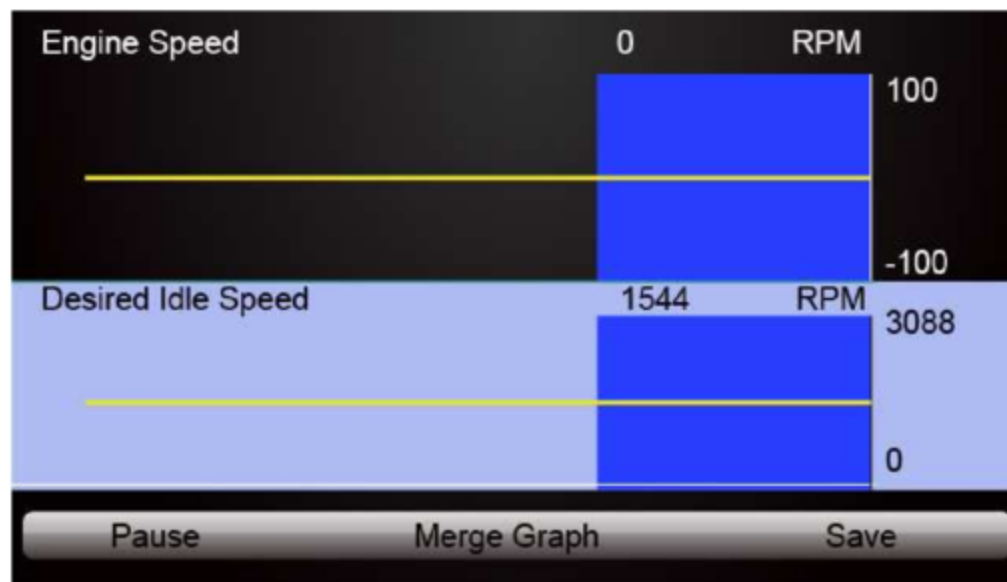 Engine Speed 0 RPM
100
-100
Desired Idle Speed 1544 RPM
3088
0
Pause Merge Graph Save